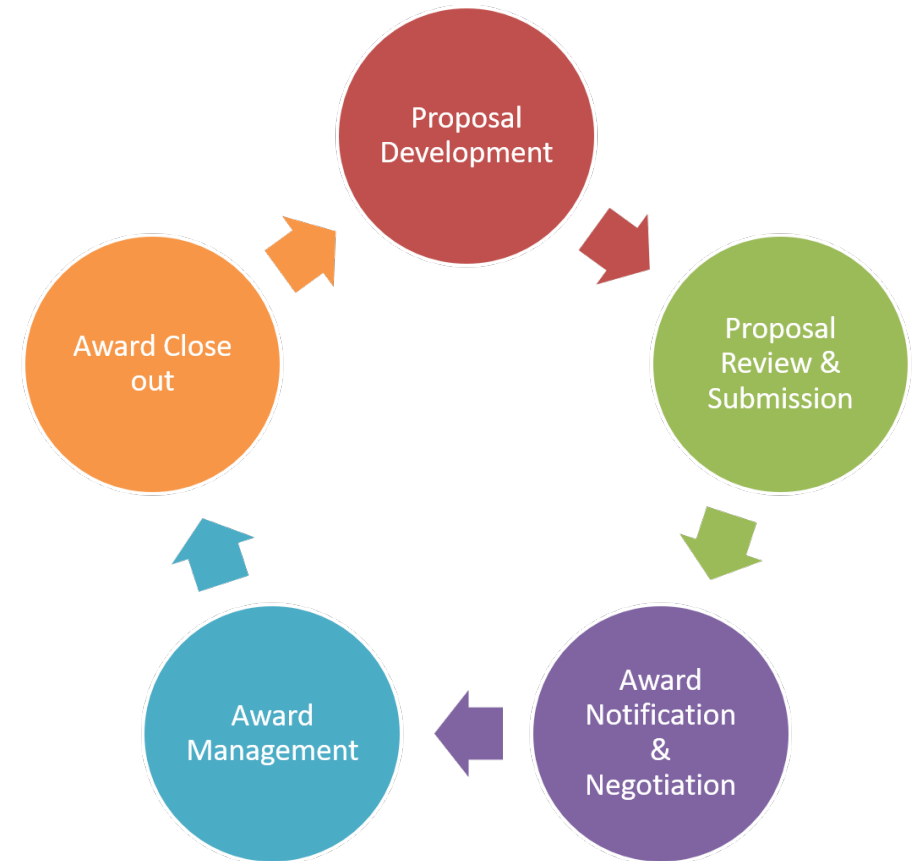 Proposal
Development
Proposal
Review &
Submission
Award
Notification
&
Negotiation
Award
Management
Award Close
out